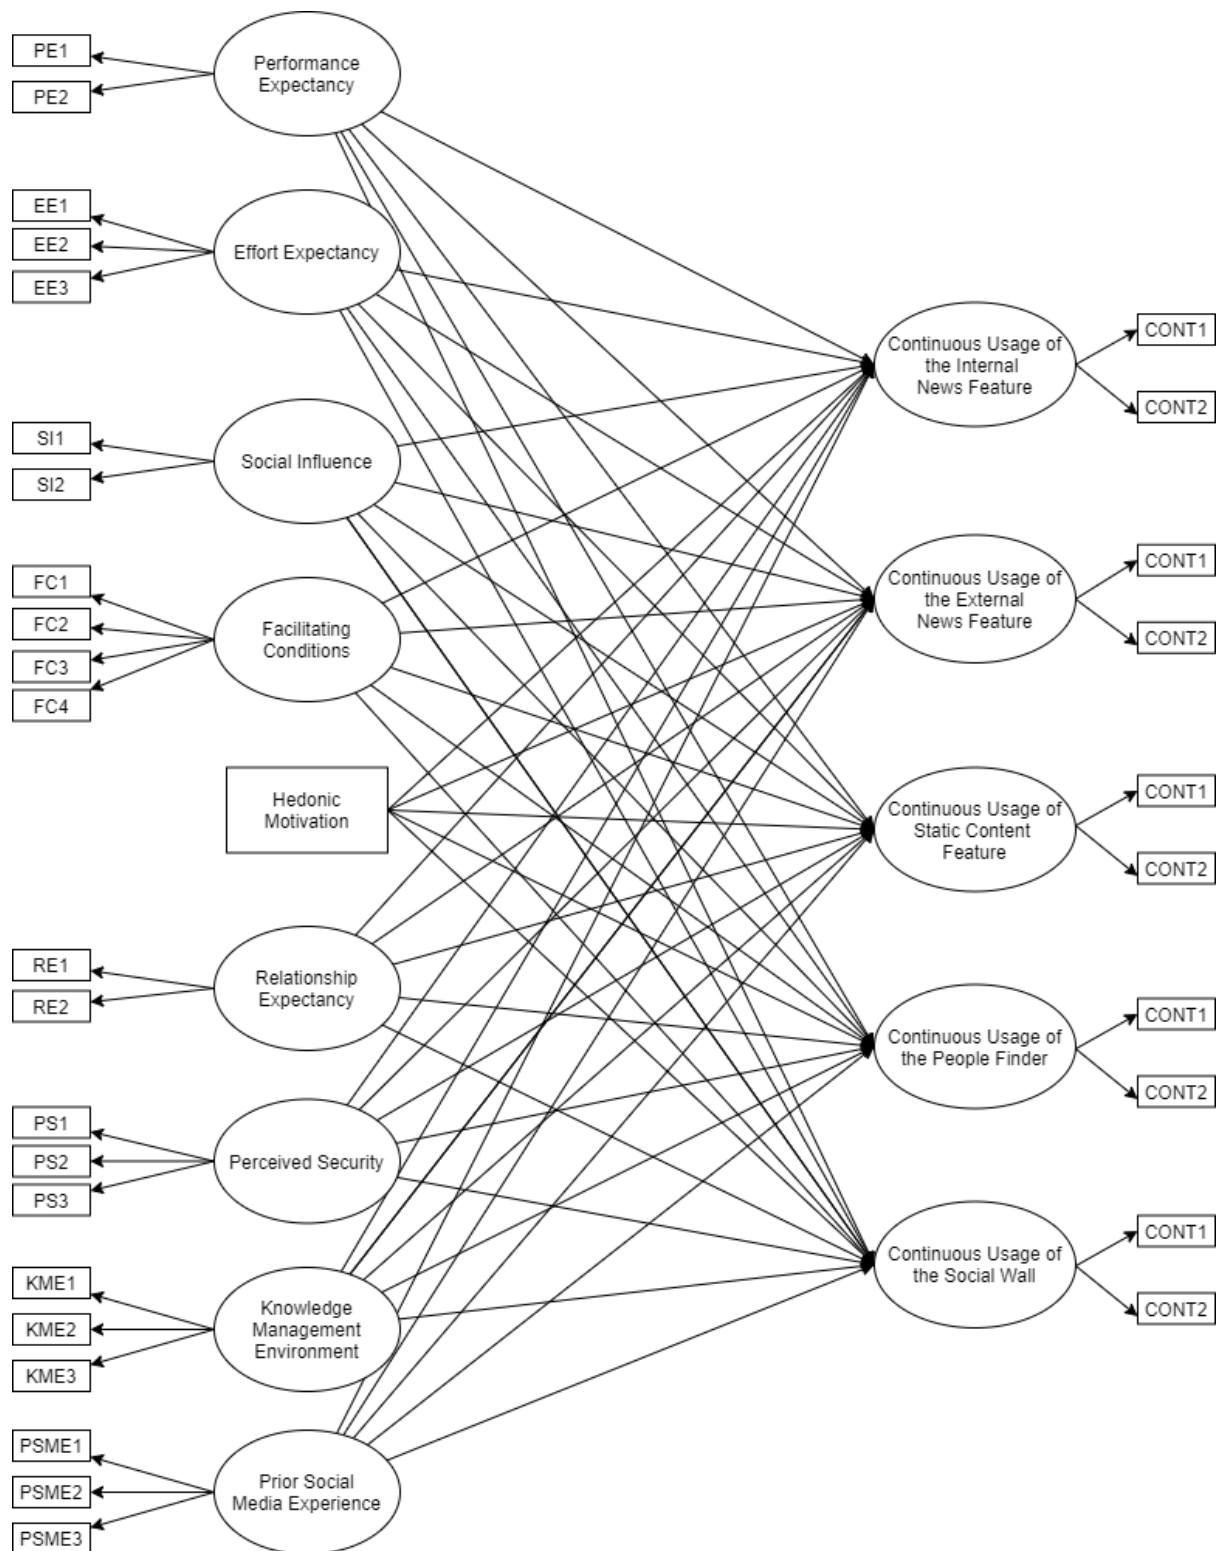 PE1
PE2
Performance
Expectancy
EE1
EE2
EE3
Effort Expectancy
SI1
SI2
Social Influence
FC1
FC2
FC3
FC4
Facilitating
Conditions
Hedonic
Motivation
RE1
RE2
Relationship
Expectancy
PS1
PS2
PS3
Perceived Security
KME1
KME2
KME3
Knowledge
Management
Environment
PSME1
PSME2
PSME3
Prior Social
Media Experience
Continuous Usage of
the Internal
News Feature
CONT1
CONT2
Continuous Usage of
the External
News Feature
CONT1
CONT2
Continuous Usage of
Static Content
Feature
CONT1
CONT2
Continuous Usage of
the People Finder
CONT1
CONT2
Continuous Usage of
the Social Wall
CONT1
CONT2